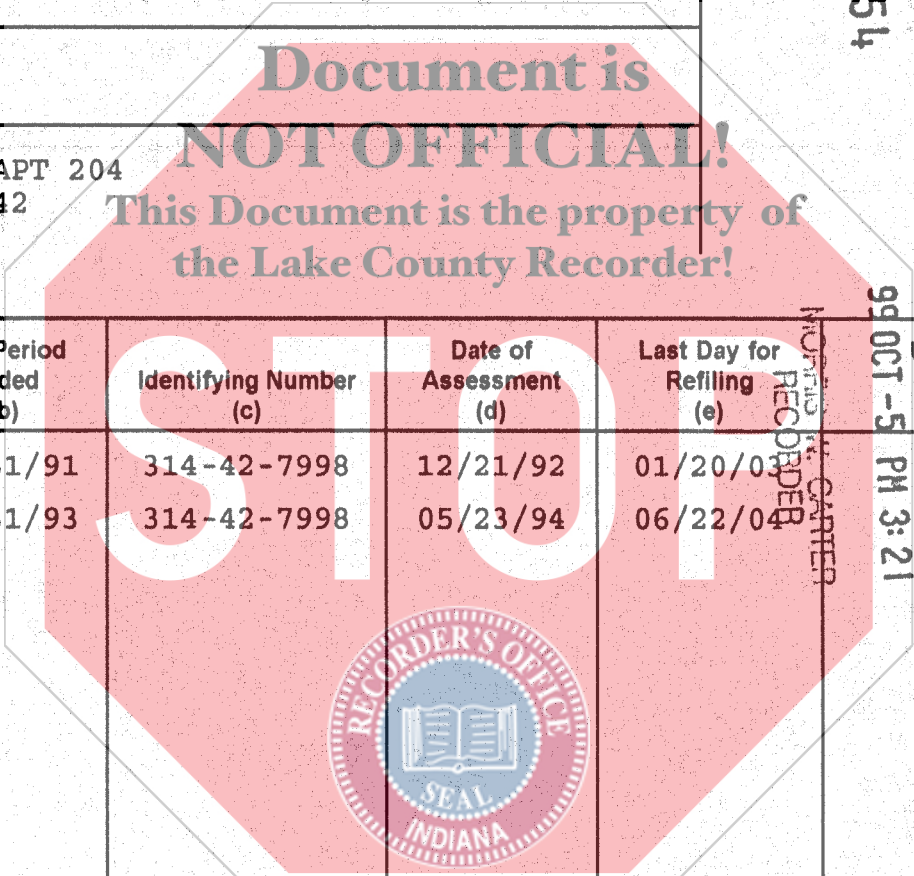 54
Document is
NOT OFFICIAL!
APT 204
42
This Document is the property of
the Lake County Recorder!
99 OCT -5 PM 3:21
CARTER
RECORDER
Period
ded
b)
Identifying Number
(c)
Date of
Assessment
(d)
Last Day for
Refiling
(e)
STOP
1/91 314-42-7998 12/21/92 01/20/03
1/93 314-42-7998 05/23/94 06/22/04
RECORDER'S OFFICE
SEAL
INDIANA